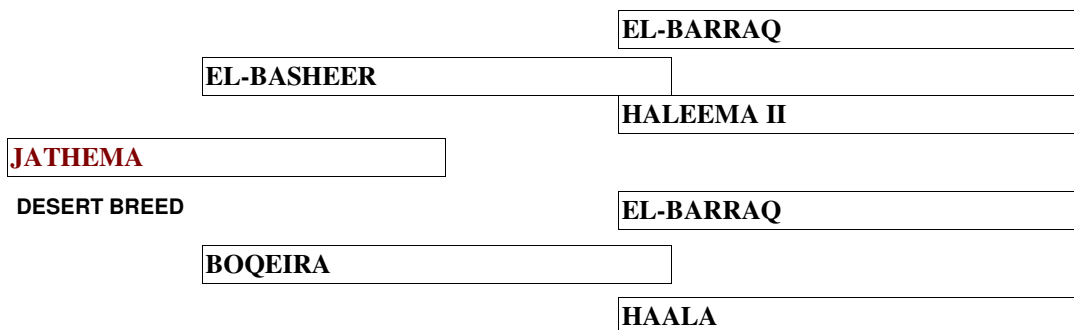 EL-BARRAQ
EL-BASHEER
HALEEMA II
JATHEMA
DESERT BREED
EL-BARRAQ
BOQEIRA
HAALA